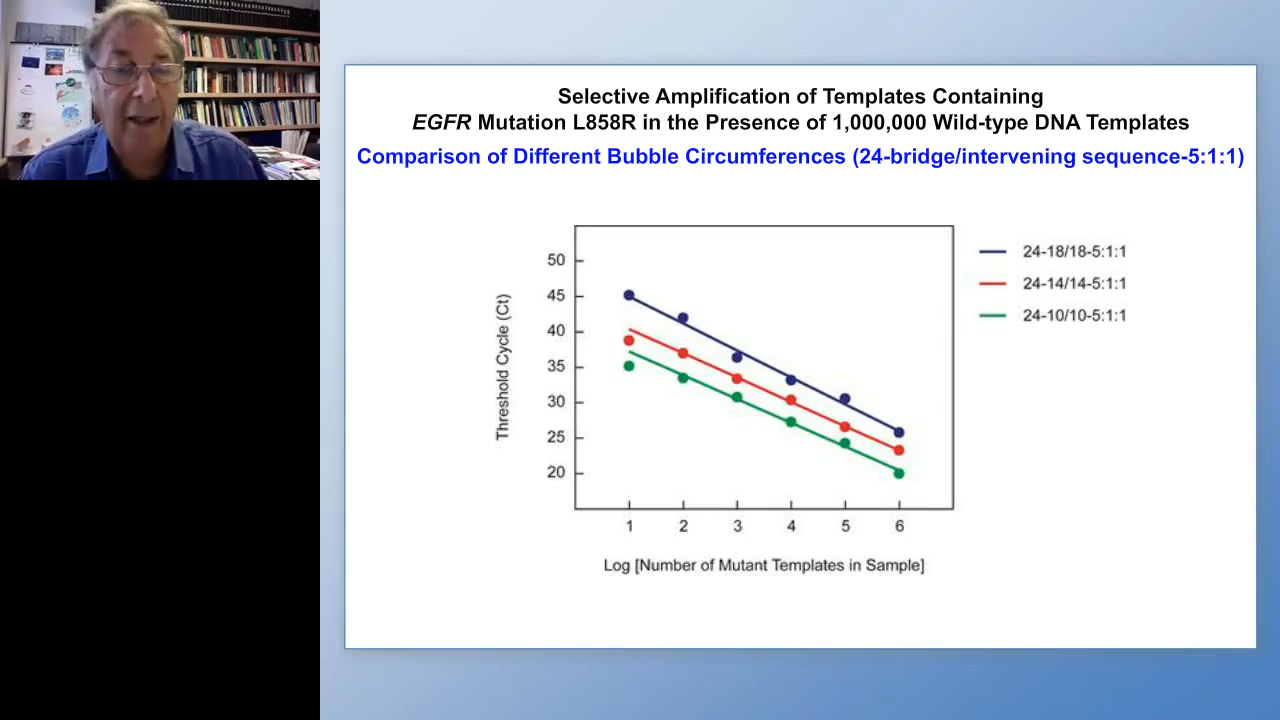 Selective Amplification of Templates Containing
EGFR Mutation L858R in the Presence of 1,000,000 Wild-type DNA Templates
Comparison of Different Bubble Circumferences (24-bridge/intervening sequence-5:1:1)
50
45
40
35
30
25
20
Threshold Cycle (Ct)
1 2 3 4 5 6
Log [Number of Mutant Templates in Sample]
24-18/18-5:1:1
24-14/14-5:1:1
24-10/10-5:1:1